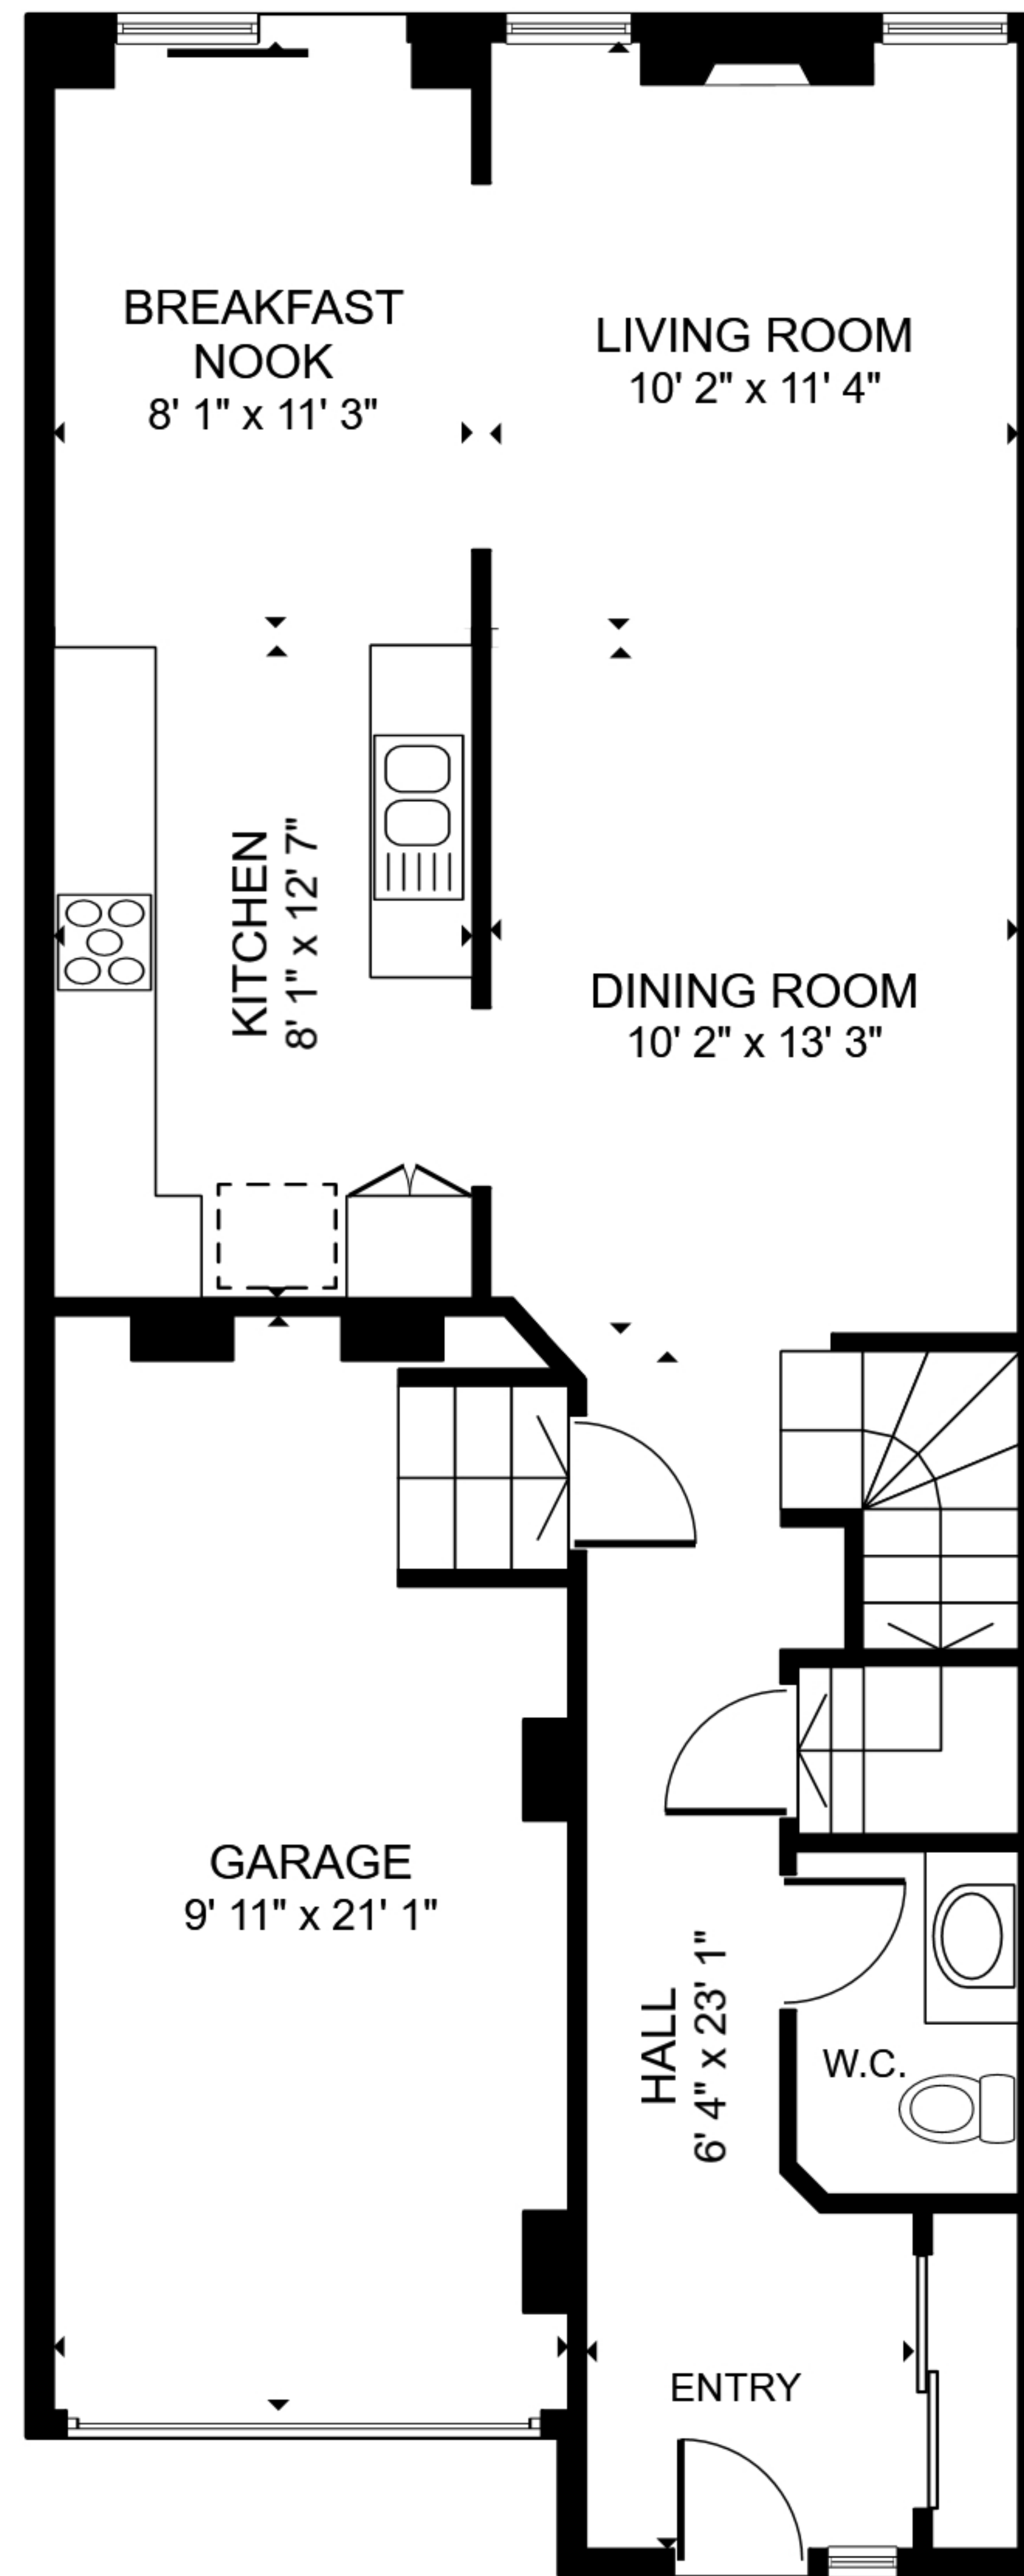 BREAKFAST
NOOK
8' 1" x 11' 3"
LIVING ROOM
10' 2" x 11' 4"
KITCHEN
8' 1" x 12' 7"
DINING ROOM
10' 2" x 13' 3"
GARAGE
9' 11" x 21' 1"
HALL
6' 4" x 23' 1"
W.C.
ENTRY